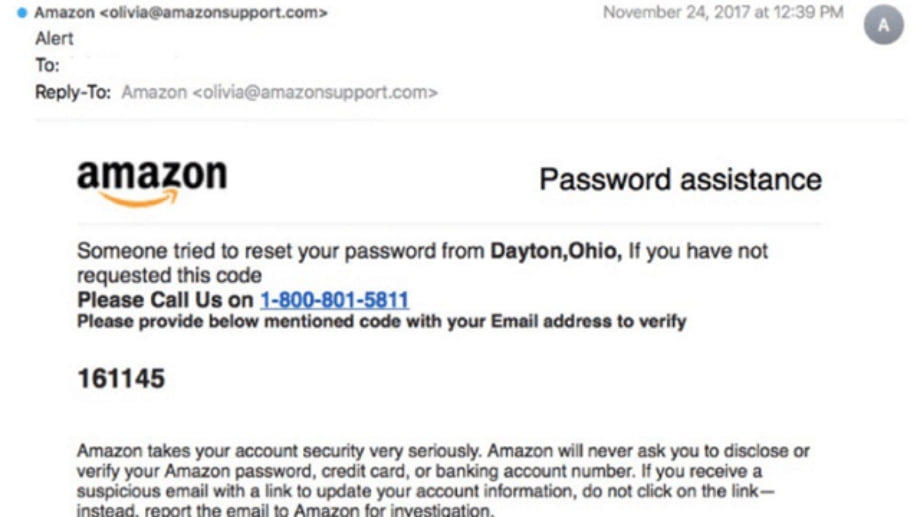 Amazon <olivia@amazonsupport.com> November 24, 2017 at 12:39 PM
A
Alert
To:
Reply-To: Amazon <olivia@amazonsupport.com>
amazon Password assistance
Someone tried to reset your password from Dayton,Ohio, If you have not
requested this code
Please Call Us on 1-800-801-5811
Please provide below mentioned code with your Email address to verify
161145
Amazon takes your account security very seriously. Amazon will never ask you to disclose or
verify your Amazon password, credit card, or banking account number. If you receive a
suspicious email with a link to update your account information, do not click on the link—
instead, report the email to Amazon for investigation.